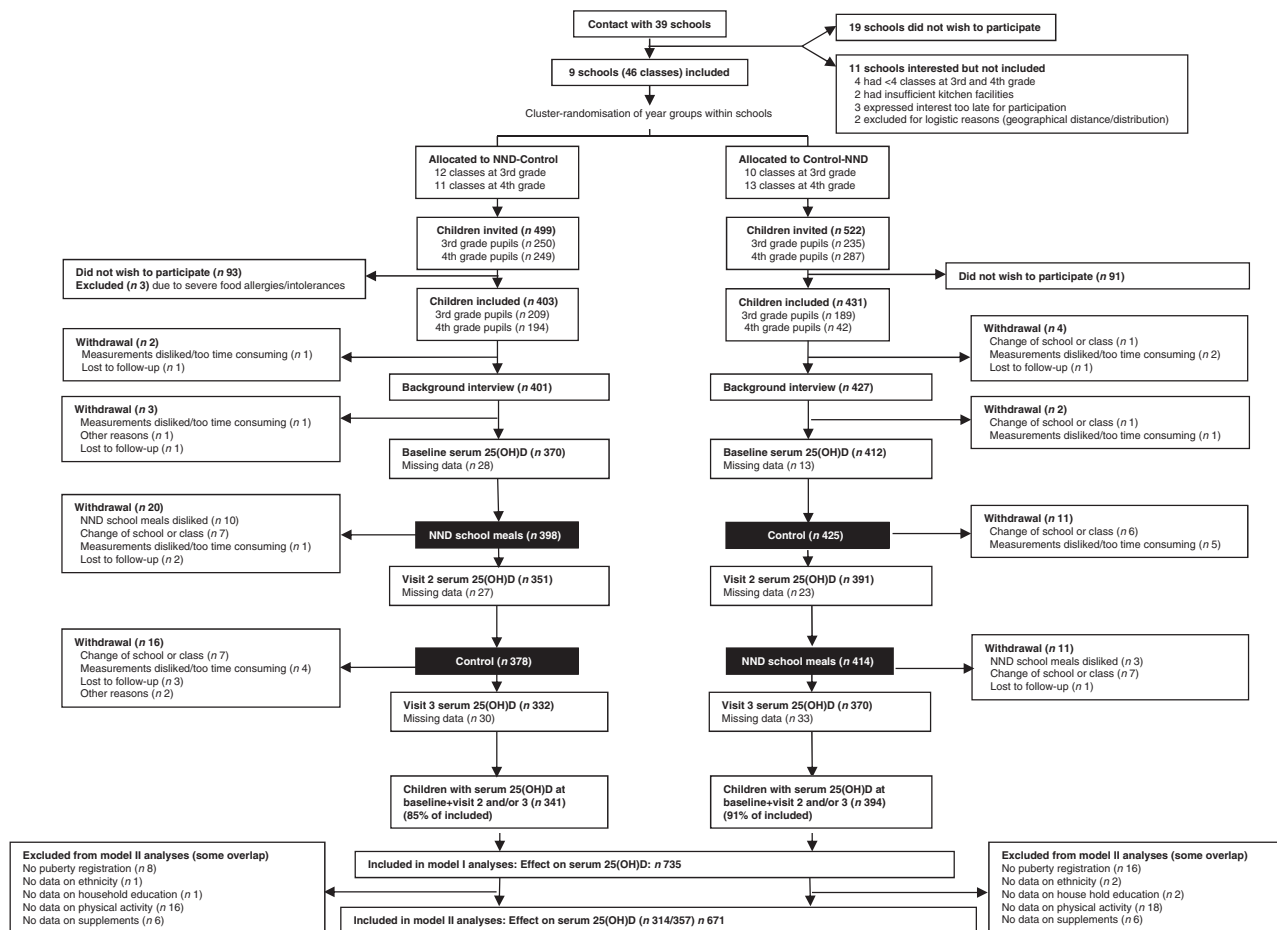 Contact with 39 schools
19 schools did not wish to participate
11 schools interested but not included
4 had <4 classes at 3rd and 4th grade
2 had insufficient kitchen facilities
3 expressed interest too late for participation
2 excluded for logistic reasons (geographical distance/distribution)
9 schools (46 classes) included
Cluster-randomisation of year groups within schools
Allocated to NND-Control
12 classes at 3rd grade
11 classes at 4th grade
Allocated to Control-NND
10 classes at 3rd grade
13 classes at 4th grade
Children invited (n 499)
3rd grade pupils (n 250)
4th grade pupils (n 249)
Children invited (n 522)
3rd grade pupils (n 235)
4th grade pupils (n 287)
Did not wish to participate (n 93)
Excluded (n 3) due to severe food allergies/intolerances
Did not wish to participate (n 91)
Children included (n 403)
3rd grade pupils (n 209)
4th grade pupils (n 194)
Children included (n 431)
3rd grade pupils (n 189)
4th grade pupils (n 42)
Withdrawal (n 2)
Measurements disliked/too time consuming (n 1)
Lost to follow-up (n 1)
Withdrawal (n 4)
Change of school or class (n 1)
Measurements disliked/too time consuming (n 2)
Lost to follow-up (n 1)
Background interview (n 401)
Background interview (n 427)
Withdrawal (n 3)
Measurements disliked/too time consuming (n 1)
Other reasons (n 1)
Lost to follow-up (n 1)
Withdrawal (n 2)
Change of school or class (n 1)
Measurements disliked/too time consuming (n 1)
Baseline serum 25(OH)D (n 370)
Missing data (n 28)
Baseline serum 25(OH)D (n 412)
Missing data (n 13)
Withdrawal (n 20)
NND school meals disliked (n 10)
Change of school or class (n 7)
Measurements disliked/too time consuming (n 1)
Lost to follow-up (n 2)
NND school meals (n 398)
Control (n 425)
Withdrawal (n 11)
Change of school or class (n 6)
Measurements disliked/too time consuming (n 5)
Visit 2 serum 25(OH)D (n 351)
Missing data (n 27)
Visit 2 serum 25(OH)D (n 391)
Missing data (n 23)
Withdrawal (n 16)
Change of school or class (n 7)
Measurements disliked/too time consuming (n 4)
Lost to follow-up (n 3)
Other reasons (n 2)
Control (n 378)
NND school meals (n 414)
Withdrawal (n 11)
NND school meals disliked (n 3)
Change of school or class (n 7)
Lost to follow-up (n 1)
Visit 3 serum 25(OH)D (n 332)
Missing data (n 30)
Visit 3 serum 25(OH)D (n 370)
Missing data (n 33)
Children with serum 25(OH)D at
baseline+visit 2 and/or 3 (n 341)
(85% of included)
Children with serum 25(OH)D at
baseline+visit 2 and/or 3 (n 394)
(91% of included)
Excluded from model II analyses (some overlap)
No puberty registration (n 8)
No data on ethnicity (n 1)
No data on household education (n 1)
No data on physical activity (n 16)
No data on supplements (n 6)
Included in model I analyses: Effect on serum 25(OH)D: n 735
Excluded from model II analyses (some overlap)
No puberty registration (n 16)
No data on ethnicity (n 2)
No data on house hold education (n 2)
No data on physical activity (n 18)
No data on supplements (n 6)
Included in model II analyses: Effect on serum 25(OH)D (n 314/357) n 671